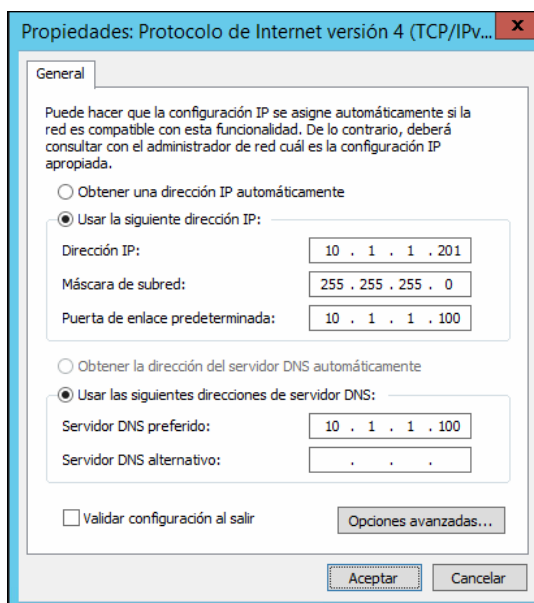 Propiedades: Protocolo de Internet versión 4 (TCP/IPv... x
General
Puede hacer que la configuración IP se asigne automáticamente si la
red es compatible con esta funcionalidad. De lo contrario, deberá
consultar con el administrador de red cuál es la configuración IP
apropiada.
Obtener una dirección IP automáticamente
Usar la siguiente dirección IP:
Dirección IP: 10 . 1 . 1 . 201
Máscara de subred: 255 . 255 . 255 . 0
Puerta de enlace predeterminada: 10 . 1 . 1 . 100
Obtener la dirección del servidor DNS automáticamente
Usar las siguientes direcciones de servidor DNS:
Servidor DNS preferido: 10 . 1 . 1 . 100
Servidor DNS alternativo: . . .
Validar configuración al salir Opciones avanzadas...
Aceptar Cancelar